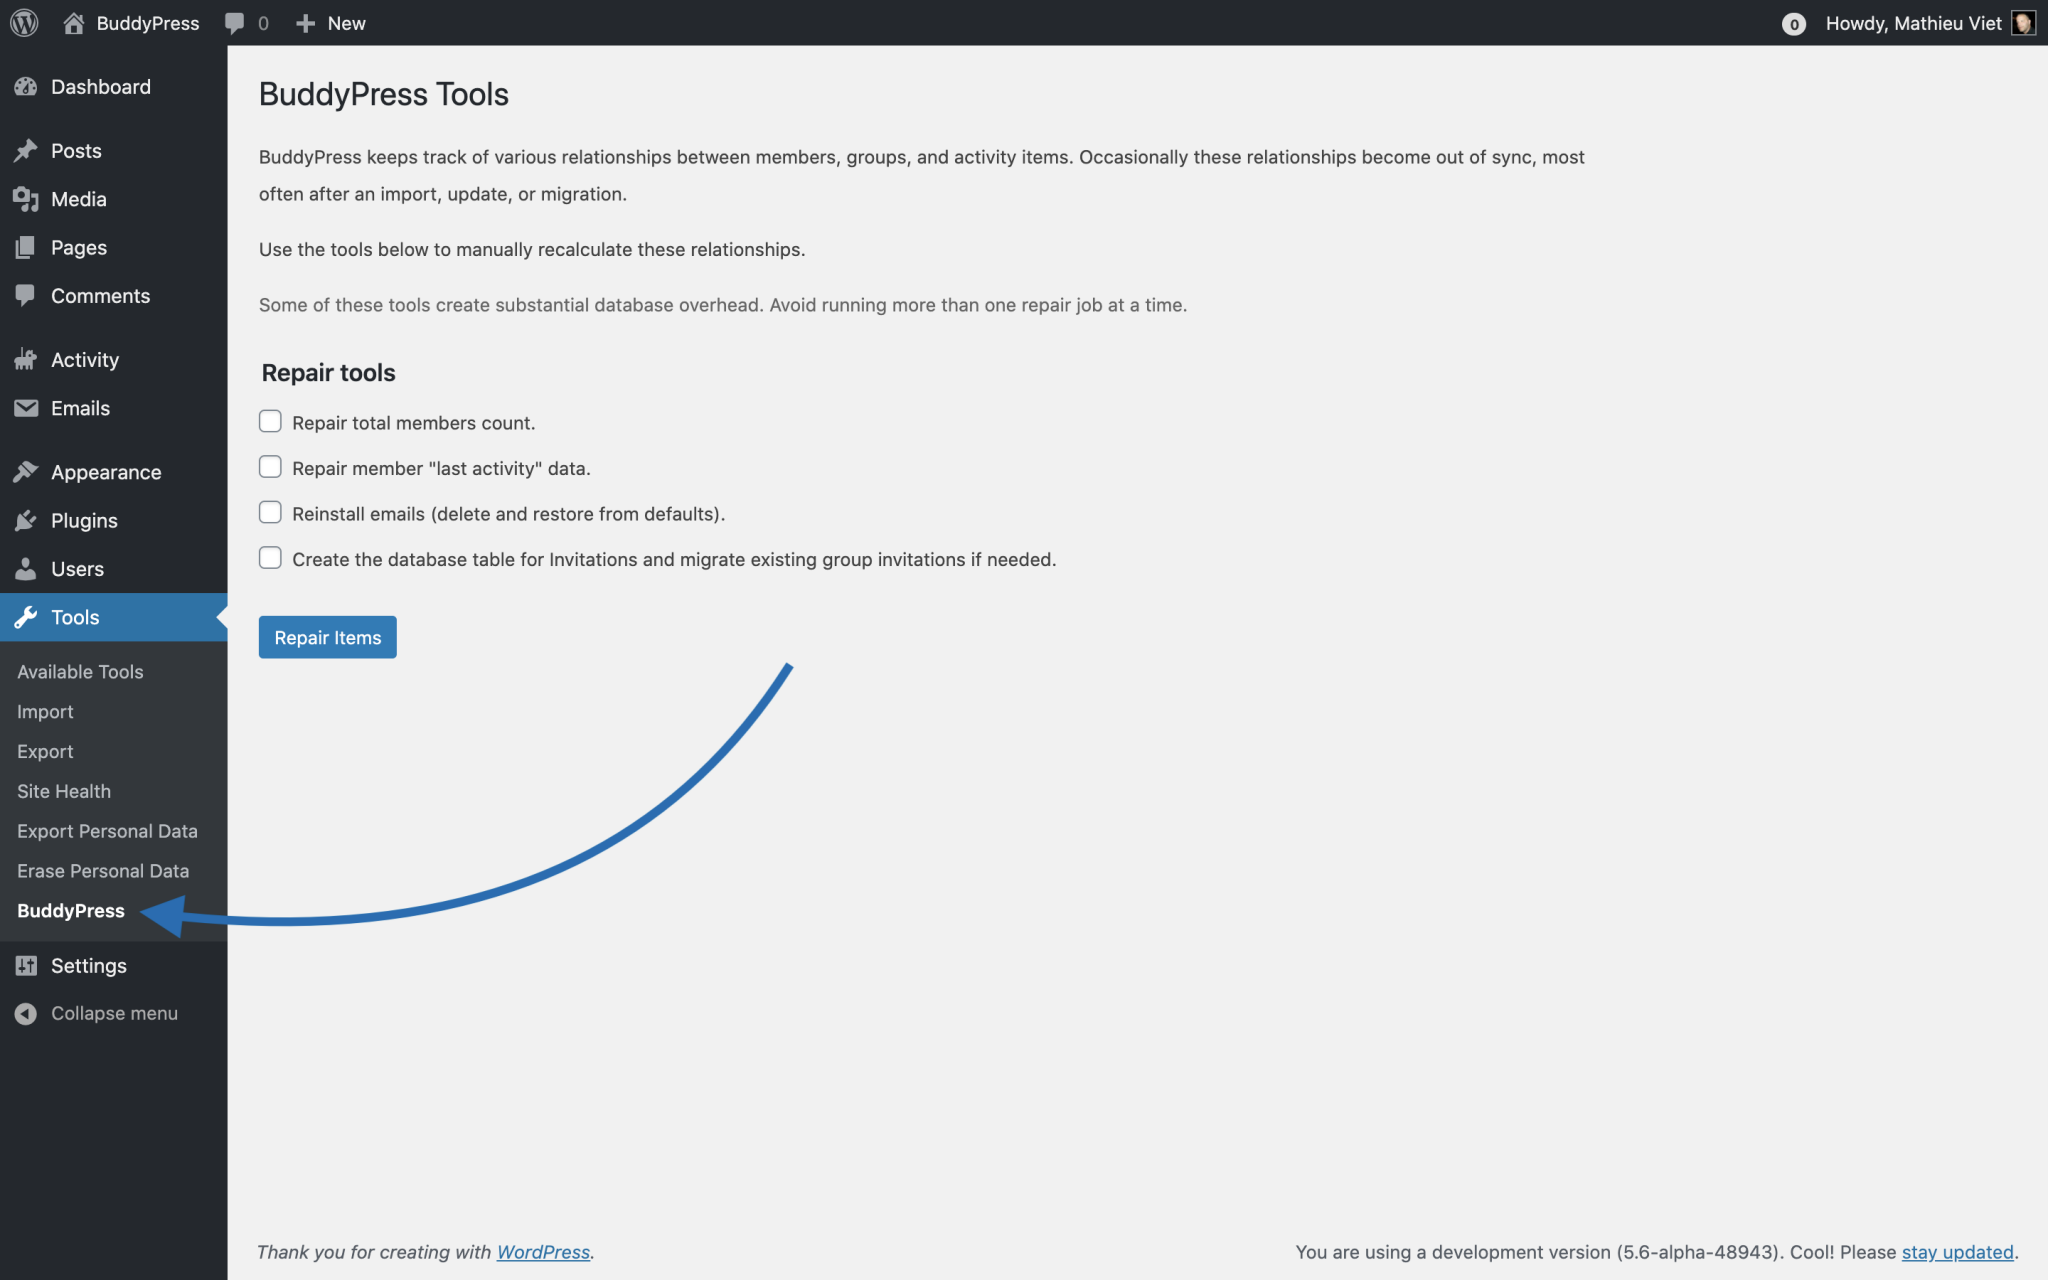 BuddyPress
0
New
0
Howdy, Mathieu Viet
Dashboard
Posts
Media
Pages
Comments
Activity
Emails
Appearance
Plugins
Users
Tools
Available Tools
Import
Export
Site Health
Export Personal Data
Erase Personal Data
BuddyPress
Settings
Collapse menu
BuddyPress Tools
BuddyPress keeps track of various relationships between members, groups, and activity items. Occasionally these relationships become out of sync, most
often after an import, update, or migration.
Use the tools below to manually recalculate these relationships.
Some of these tools create substantial database overhead. Avoid running more than one repair job at a time.
Repair tools
Repair total members count.
Repair member "last activity" data.
Reinstall emails (delete and restore from defaults).
Create the database table for Invitations and migrate existing group invitations if needed.
Repair Items
Thank you for creating with WordPress.
You are using a development version (5.6-alpha-48943). Cool! Please stay updated.